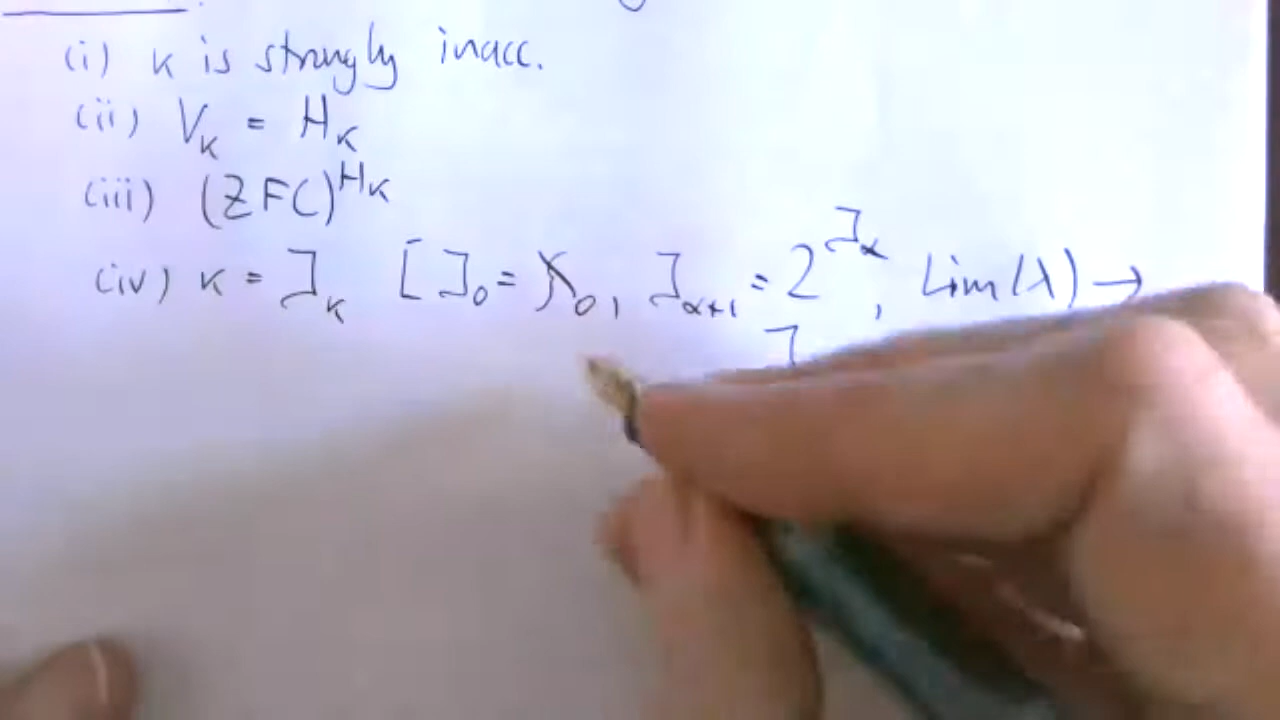 (i) κ is strongly inacc.
(ii) V_κ = H_κ
(iii) (ZFC)^{H_κ}
(iv) κ = ℶ_κ [ ℶ_0 = ℵ_0, ℶ_{α+1} = 2^{ℶ_α}, Lim(λ) →
ℶ